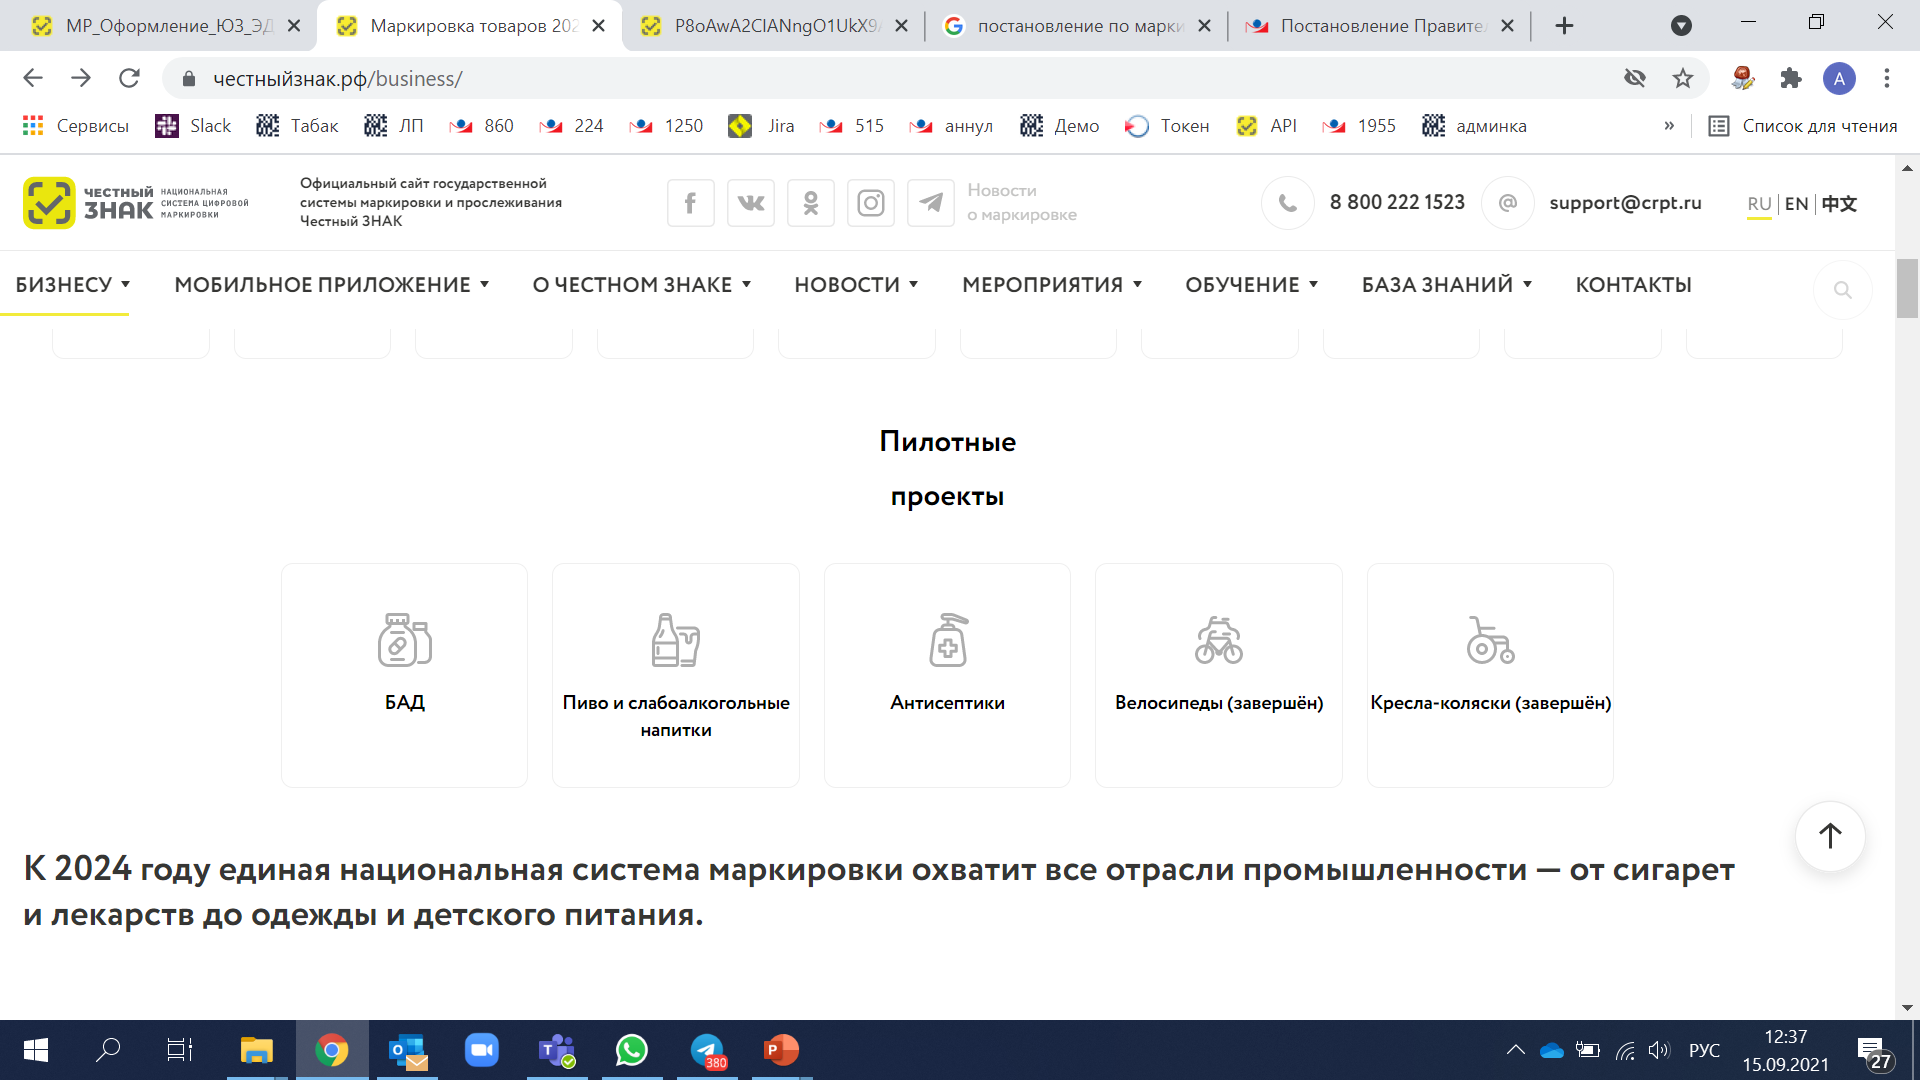 МР_Оформление_ЮЗ_ЭД
Маркировка товаров 202
P8oAwA2CIANngO1UkX9A
постановление по марки
Постановление Правител
честныйзнак.рф/business/
A
Сервисы
Slack
Табак
ЛП
860
224
1250
Jira
515
аннул
Демо
Токен
API
1955
админка
»
Список для чтения
ЧЕСТНЫЙ ЗНАК
НАЦИОНАЛЬНАЯ
СИСТЕМА ЦИФРОВОЙ
МАРКИРОВКИ
Официальный сайт государственной
системы маркировки и прослеживания
Честный ЗНАК
Новости
о маркировке
8 800 222 1523
@
support@crpt.ru
RU | EN | 中文
БИЗНЕСУ
МОБИЛЬНОЕ ПРИЛОЖЕНИЕ
О ЧЕСТНОМ ЗНАКЕ
НОВОСТИ
МЕРОПРИЯТИЯ
ОБУЧЕНИЕ
БАЗА ЗНАНИЙ
КОНТАКТЫ
Пилотные
проекты
БАД
Пиво и слабоалкогольные
напитки
Антисептики
Велосипеды (завершён)
Кресла-коляски (завершён)
К 2024 году единая национальная система маркировки охватит все отрасли промышленности — от сигарет
и лекарств до одежды и детского питания.
380
РУС
12:37
15.09.2021
27